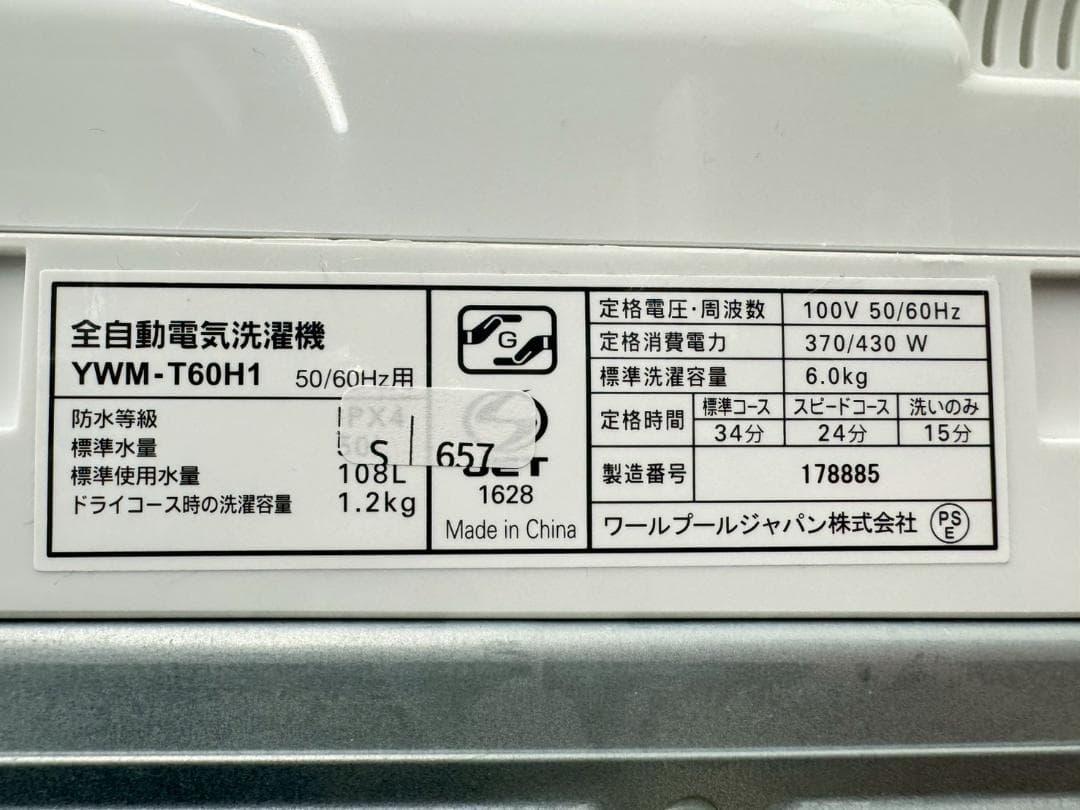 全自動電気洗濯機
YWM-T60H1 50/60Hz用
防水等級 PX4
標準水量
標準使用水量 108L
ドライコース時の洗濯容量 1.2kg
S 657
G
JET
1628
Made in China
定格電圧・周波数 100V 50/60Hz
定格消費電力 370/430 W
標準洗濯容量 6.0kg
定格時間 標準コース スピードコース 洗いのみ
34分 24分 15分
製造番号 178885
ワールプールジャパン株式会社 PSE